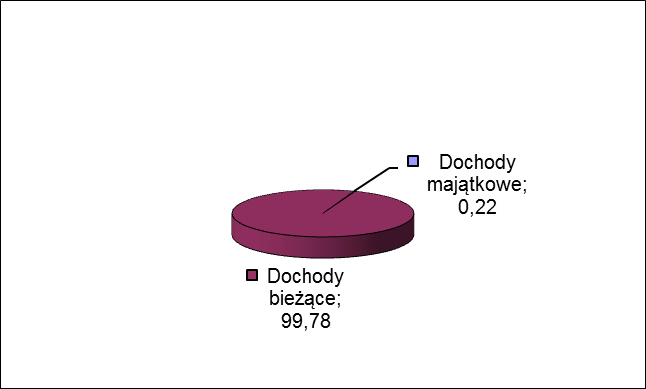 Dochody
majątkowe;
0,22
Dochody
bieżące;
99,78